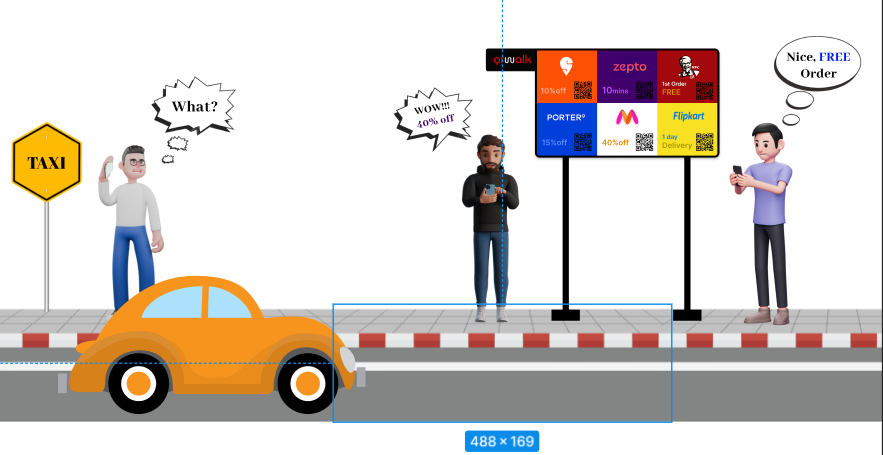 What?
TAXI
WOW!!!
40% off
qiwalk
10%off
zepto
10mins
KFC
1st Order
FREE
PORTER
15%off
40%off
Flipkart
1 day
Delivery
Nice, FREE
Order
488 × 169